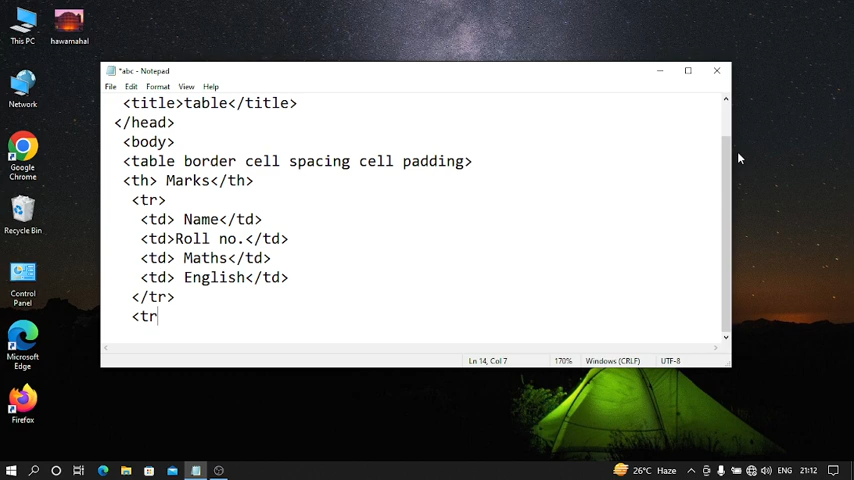 This PC
hawamahal
Network
Google Chrome
Recycle Bin
Control Panel
Microsoft Edge
Firefox
*abc - Notepad
File Edit Format View Help
<title>table</title>
</head>
<body>
<table border cell spacing cell padding>
<th> Marks</th>
<tr>
<td> Name</td>
<td>Roll no.</td>
<td> Maths</td>
<td> English</td>
</tr>
<tr
Ln 14, Col 7 170% Windows (CRLF) UTF-8
26°C Haze ENG 21:12